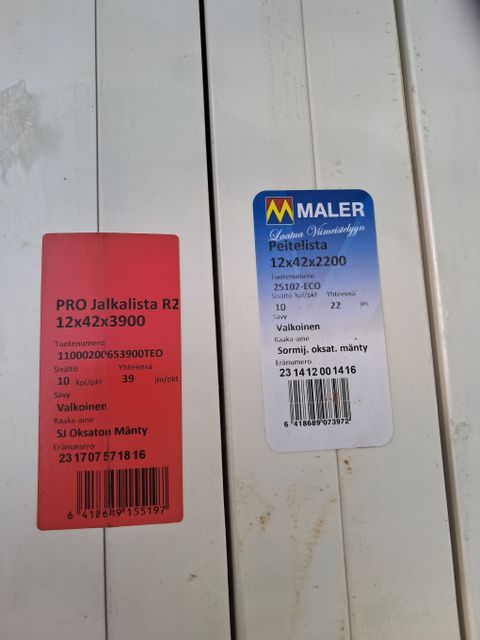 PRO Jalkalista R2
12x42x3900
Tuotenumero
11000200653900TEO
Sisältö Yhteensä
10 kpl/pkt 39 jm/pkt
Sävy
Valkoinen
Raaka-aine
SJ Oksaton Mänty
Eränumero
23 17 07 57 18 16
6 418689 155197
MALER
Laatua Viimeistelyyn
Peitelista
12x42x2200
Tuotenumero
25102-ECO
Sisältö kpl/pkt Yhteensä
10 22 jm
Sävy
Valkoinen
Raaka-aine
Sormij. oksat. mänty
Eränumero
23 14 12 00 14 16
6 418689 073972